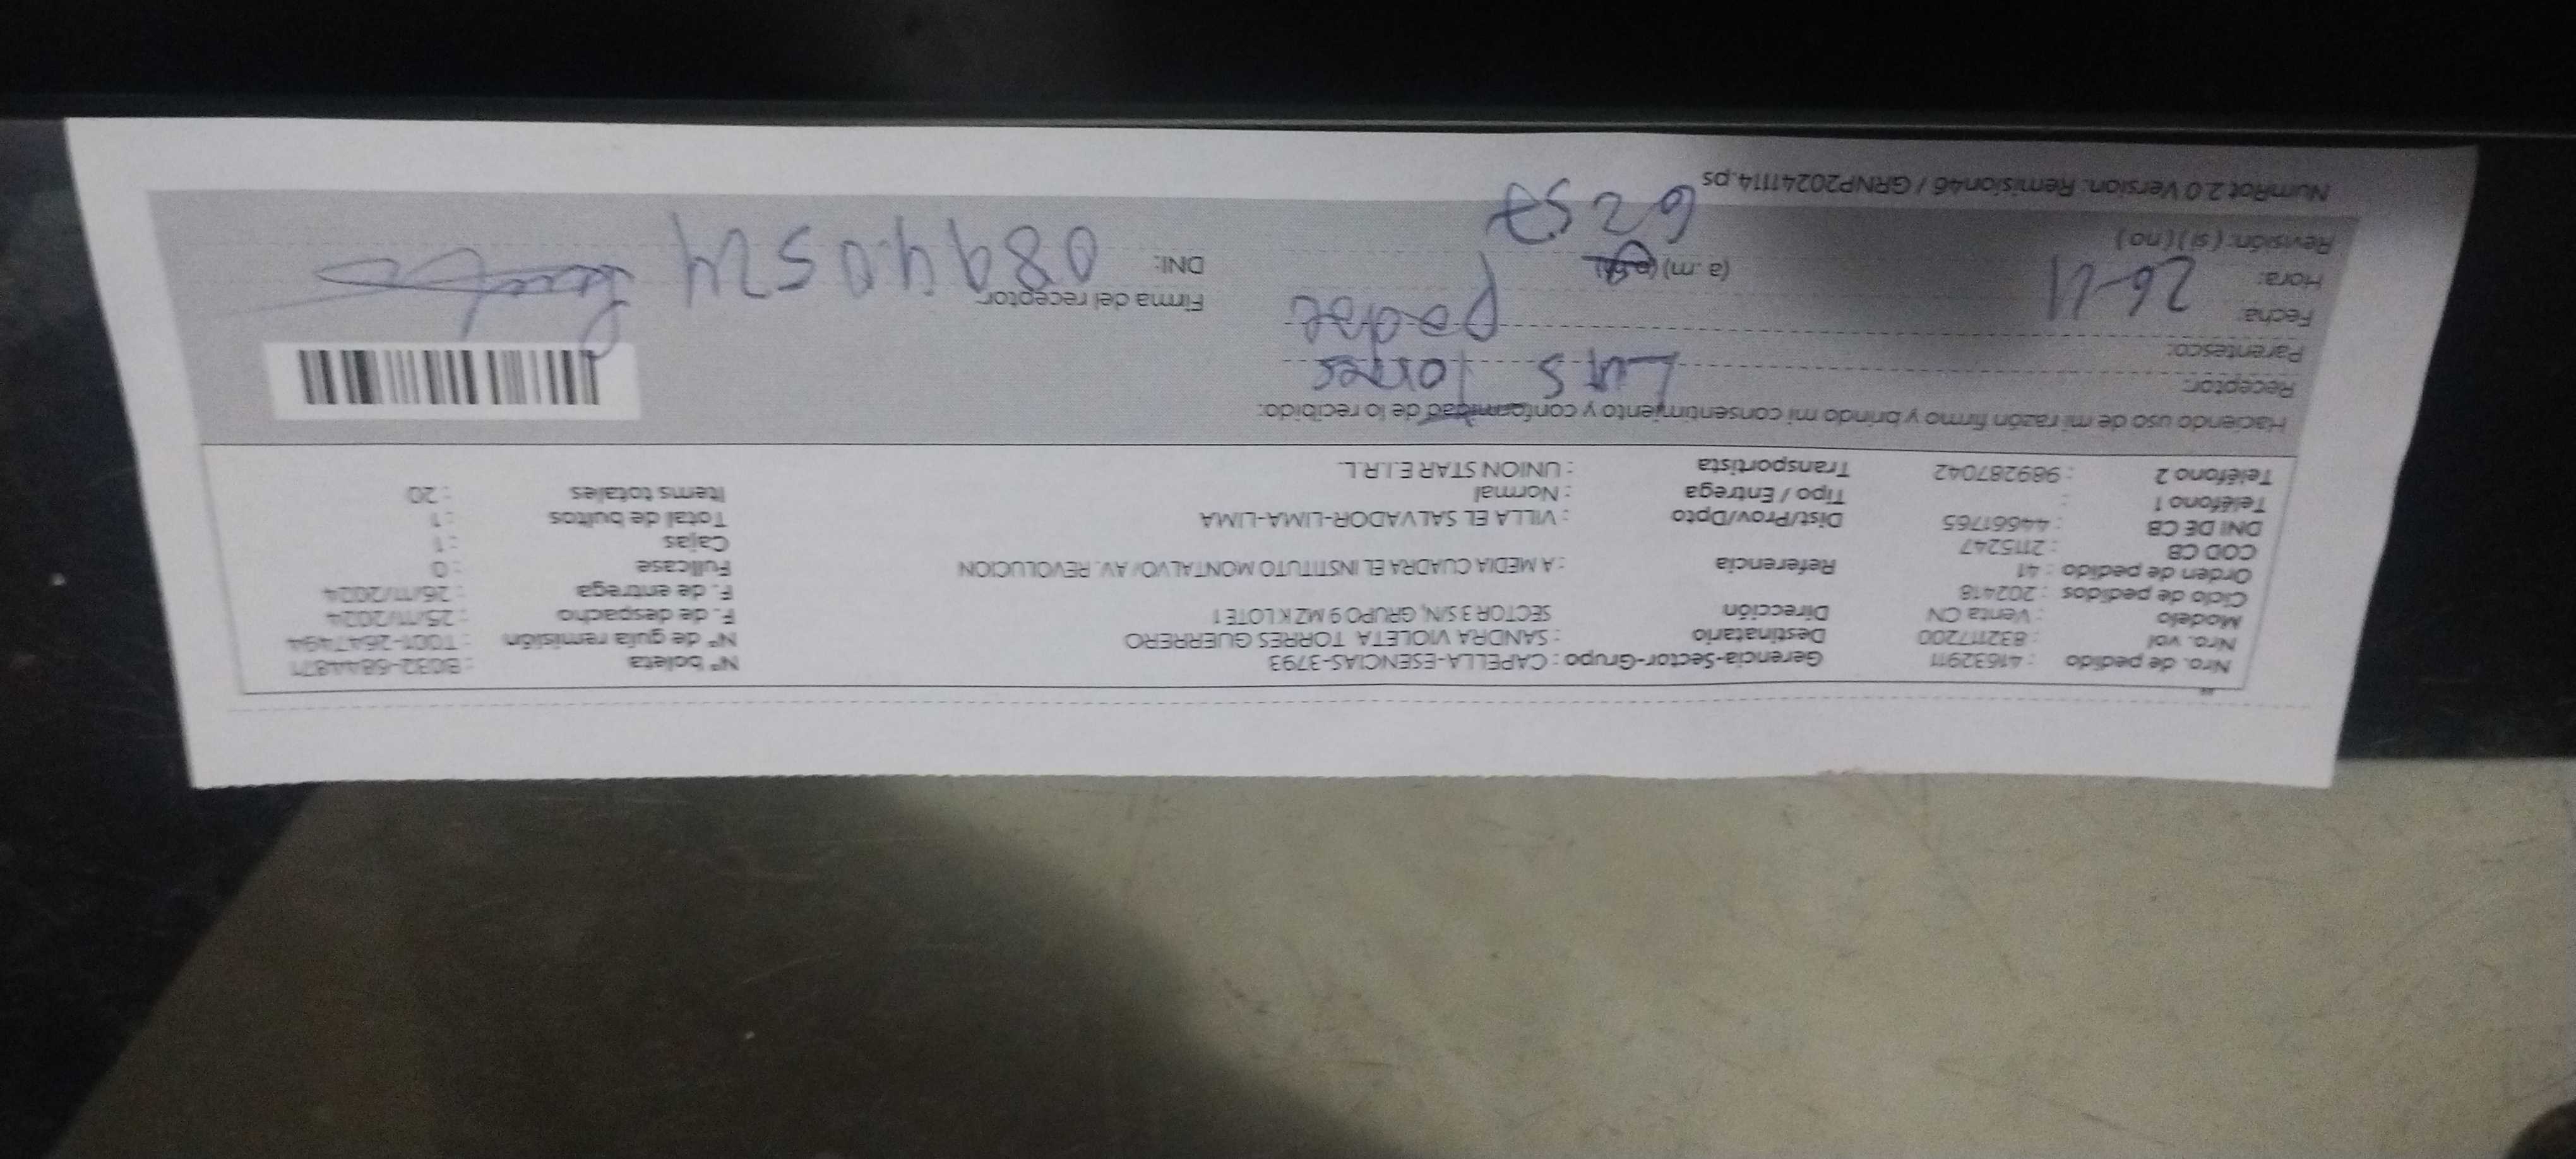 Nro. de pedido : 41632911 Gerencia-Sector-Grupo : CAPELLA-ESENCIAS-3793 Nº boleta : B032-6844871
Nro. vol : 832117200 Destinatario : SANDRA VIOLETA TORRES GUERRERO Nº de guía remisión : T001-2647494
Modelo : Venta CN Dirección SECTOR 3 S/N, GRUPO 9 MZ K LOTE 1 F. de despacho : 25/11/2024
Ciclo de pedidos : 202418 F. de entrega : 26/11/2024
Orden de pedido : 41 Referencia : A MEDIA CUADRA EL INSTITUTO MONTALVO/ AV. REVOLUCION Fullcase : 0
COD CB : 2115247 Cajas : 1
DNI DE CB : 44661765 Dist/Prov/Dpto : VILLA EL SALVADOR-LIMA-LIMA Total de bultos : 1
Teléfono 1 : Tipo / Entrega : Normal Items totales : 20
Teléfono 2 : 989287042 Transportista : UNION STAR E.I.R.L.
Haciendo uso de mi razón firmo y brindo mi consentimiento y conformidad de lo recibido:
Receptor: Luis Torres
Parentesco: Padre
Fecha: 26-11 Firma del receptor
Hora: (a.m) DNI: 08940524
Revisión: ( si ) ( no ) 6257
NumRot 2.0 Version: Remision46 / GRNP20241114.ps